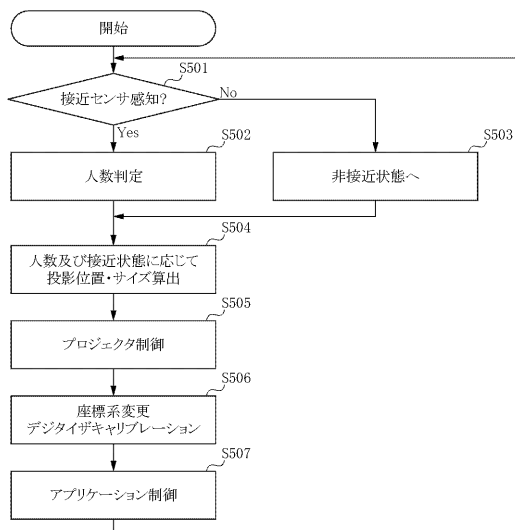 開始
S501
接近センサ感知?
No
Yes
S502
人数判定
S503
非接近状態へ
S504
人数及び接近状態に応じて
投影位置・サイズ算出
S505
プロジェクタ制御
S506
座標系変更
デジタイザキャリブレーション
S507
アプリケーション制御